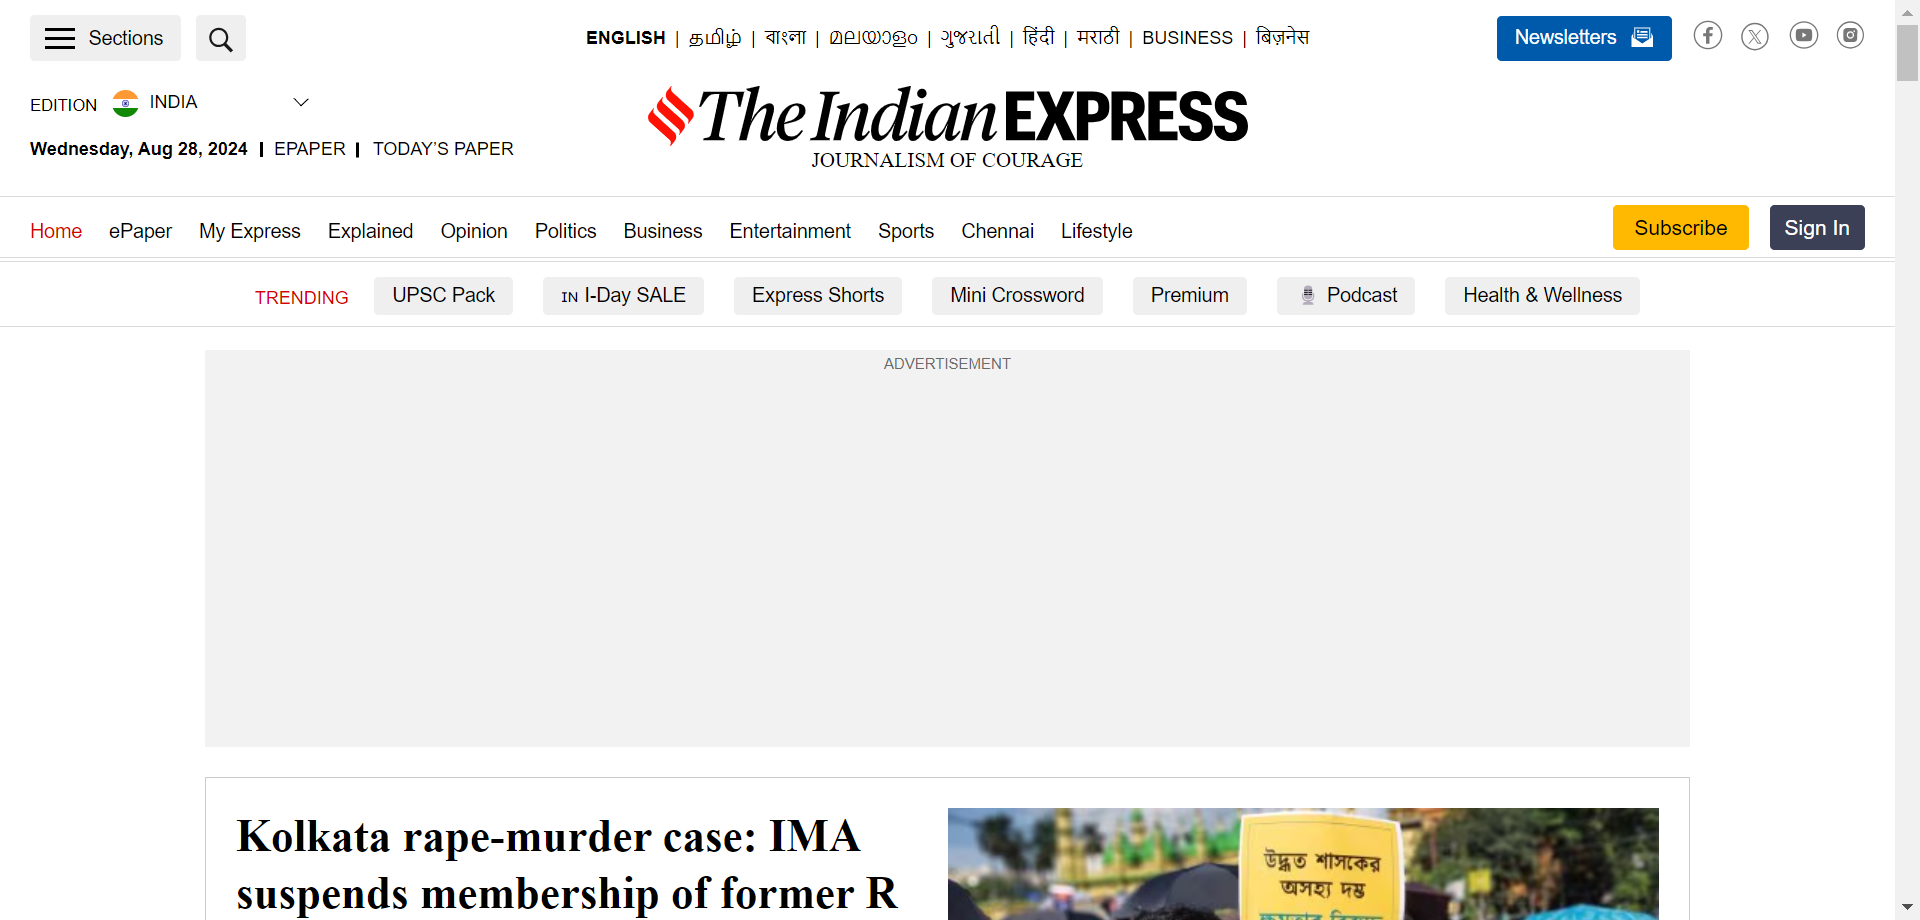 Sections
ENGLISH | தமிழ் | বাংলা | മലയാളം | ગુજરાતી | हिंदी | मराठी | BUSINESS | बिज़नेस
Newsletters
EDITION INDIA
The Indian EXPRESS
JOURNALISM OF COURAGE
Wednesday, Aug 28, 2024 | EPAPER | TODAY'S PAPER
Home ePaper My Express Explained Opinion Politics Business Entertainment Sports Chennai Lifestyle
Subscribe Sign In
TRENDING UPSC Pack IN I-Day SALE Express Shorts Mini Crossword Premium Podcast Health & Wellness
ADVERTISEMENT
Kolkata rape-murder case: IMA
suspends membership of former R
উদ্ধত শাসকের
অসহ্য দম্ভ